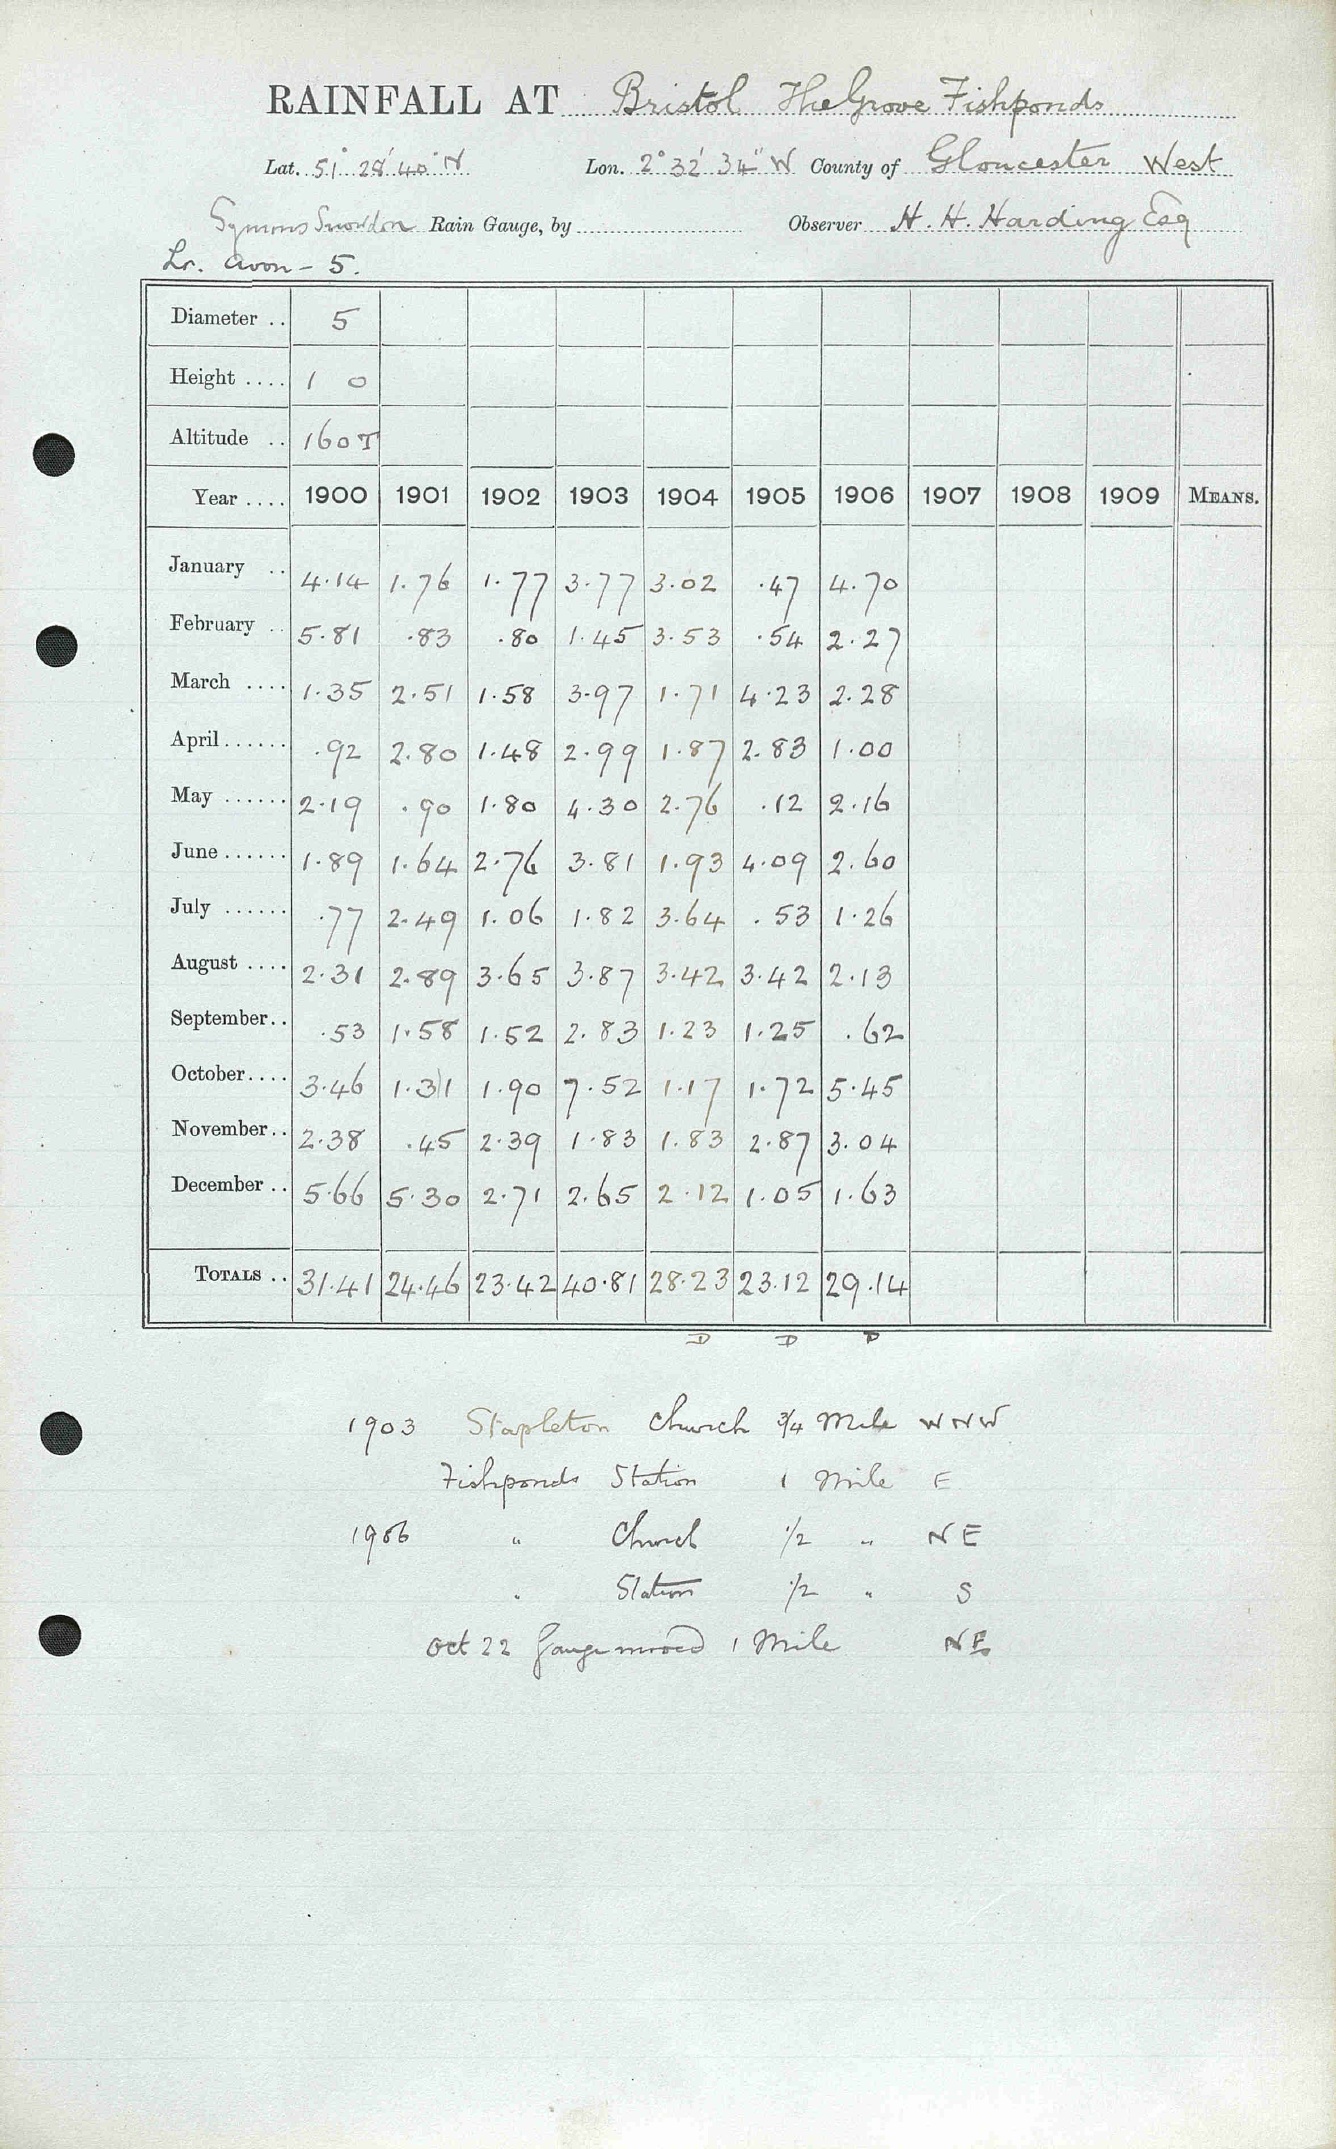 RAINFALL AT Bristol The Grove Fishponds
Lat. 51° 28' 40" N Lon. 2° 32' 34" W County of Gloucester West
Symons Snowdon Rain Gauge, by Observer H. H. Harding Esq
Lr. Avon - 5.
Diameter .. 5
Height .... 1 0
Altitude .. 160 T
Year .... 1900 1901 1902 1903 1904 1905 1906 1907 1908 1909 MEANS.
January .. 4.14 1.76 1.77 3.77 3.02 .47 4.70
February .. 5.81 .83 .80 1.45 3.53 .54 2.27
March .... 1.35 2.51 1.58 3.97 1.71 4.23 2.28
April ...... .92 2.80 1.48 2.99 1.87 2.83 1.00
May ...... 2.19 .90 1.80 4.30 2.76 .12 2.16
June ...... 1.89 1.64 2.76 3.81 1.93 4.09 2.60
July ...... .77 2.49 1.06 1.82 3.64 .53 1.26
August .... 2.31 2.89 3.65 3.87 3.42 3.42 2.13
September.. .53 1.58 1.52 2.83 1.23 1.25 .62
October.... 3.46 1.31 1.90 7.52 1.17 1.72 5.45
November.. 2.38 .45 2.39 1.83 1.83 2.87 3.04
December .. 5.66 5.30 2.71 2.65 2.12 1.05 1.63
TOTALS .. 31.41 24.46 23.42 40.81 28.23 23.12 29.14
D D D
1903 Stapleton Church 3/4 Mile WNW
Fishponds Station 1 Mile E
1906 " Church 1/2 " NE
" Station 1/2 " S
Oct 22 Gauge moved 1 Mile NE